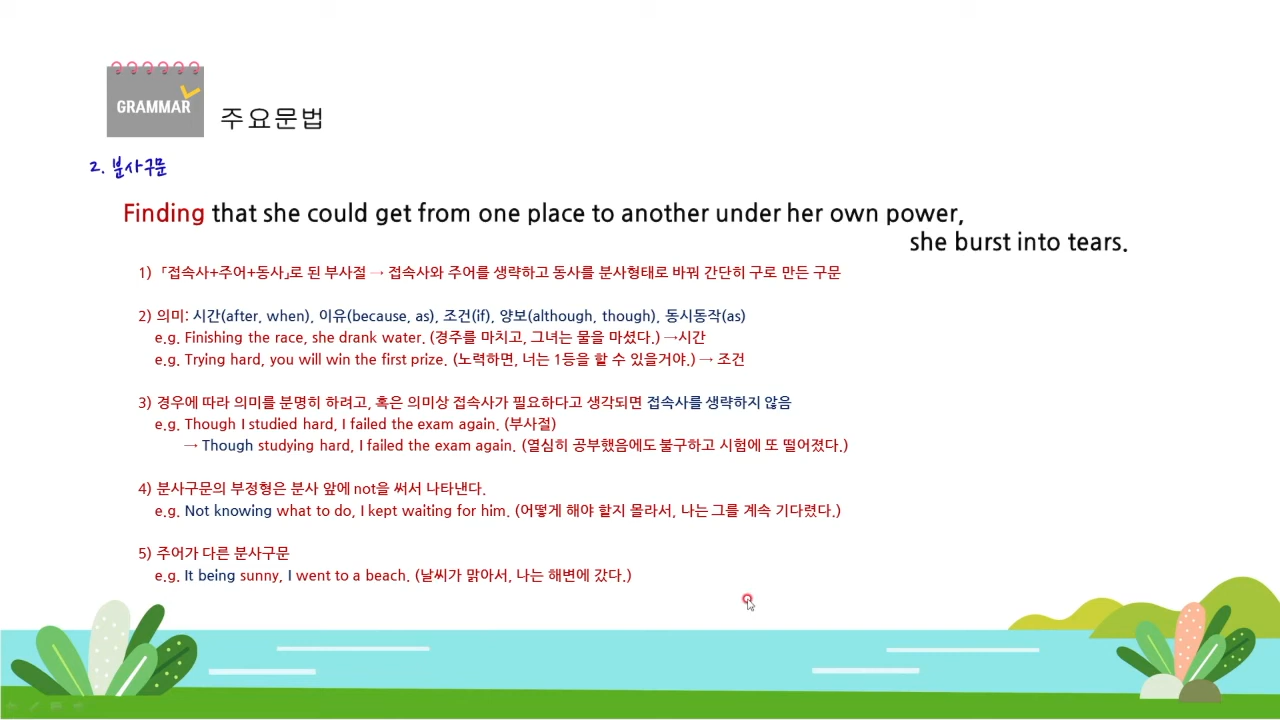 GRAMMAR
주요문법
2. 분사구문
Finding that she could get from one place to another under her own power,
she burst into tears.
1) 「접속사+주어+동사」로 된 부사절 → 접속사와 주어를 생략하고 동사를 분사형태로 바꿔 간단히 구로 만든 구문
2) 의미: 시간(after, when), 이유(because, as), 조건(if), 양보(although, though), 동시동작(as)
e.g. Finishing the race, she drank water. (경주를 마치고, 그녀는 물을 마셨다.) →시간
e.g. Trying hard, you will win the first prize. (노력하면, 너는 1등을 할 수 있을거야.) → 조건
3) 경우에 따라 의미를 분명히 하려고, 혹은 의미상 접속사가 필요하다고 생각되면 접속사를 생략하지 않음
e.g. Though I studied hard, I failed the exam again. (부사절)
→ Though studying hard, I failed the exam again. (열심히 공부했음에도 불구하고 시험에 또 떨어졌다.)
4) 분사구문의 부정형은 분사 앞에 not을 써서 나타낸다.
e.g. Not knowing what to do, I kept waiting for him. (어떻게 해야 할지 몰라서, 나는 그를 계속 기다렸다.)
5) 주어가 다른 분사구문
e.g. It being sunny, I went to a beach. (날씨가 맑아서, 나는 해변에 갔다.)